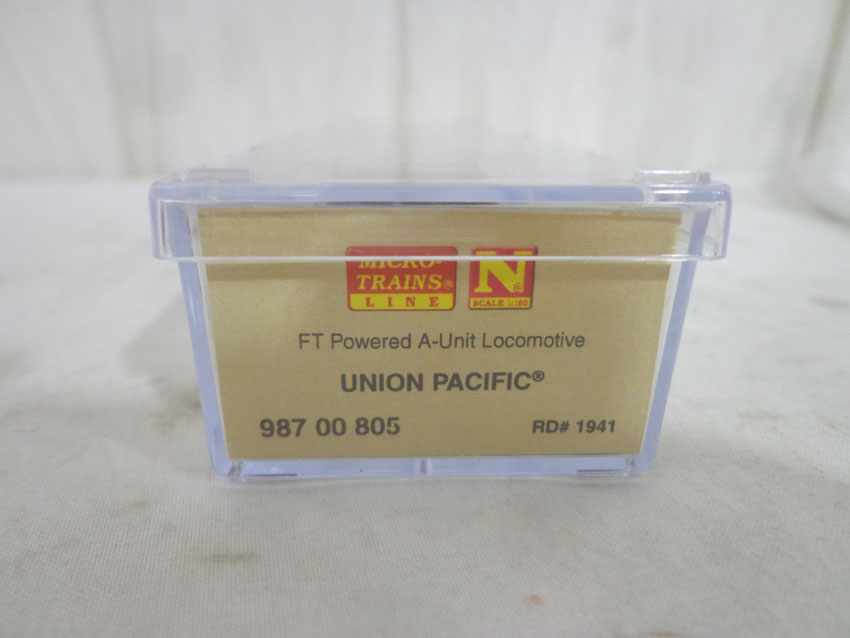 MICRO-
TRAINS®
LINE
N®
SCALE 1:160
FT Powered A-Unit Locomotive
UNION PACIFIC®
987 00 805
RD# 1941